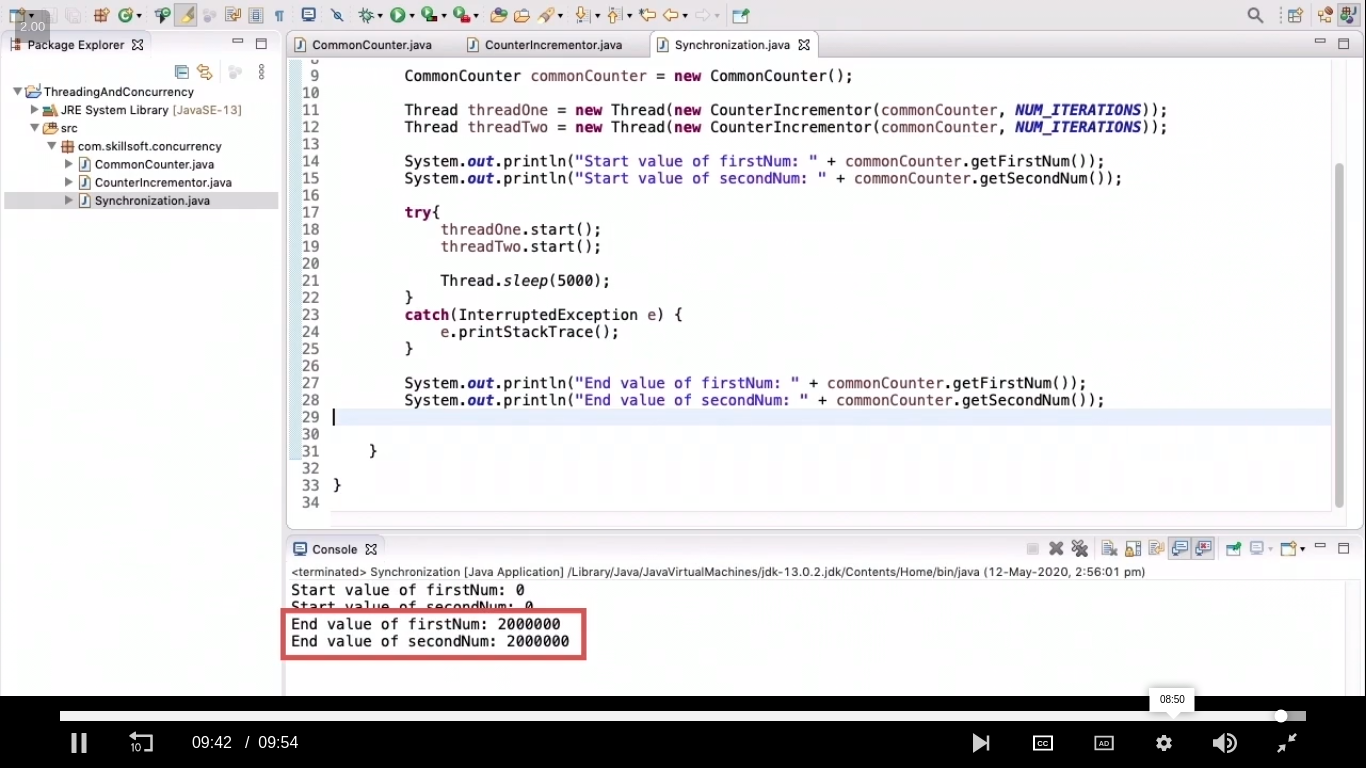 2.00
Package Explorer
ThreadingAndConcurrency
JRE System Library [JavaSE-13]
src
com.skillsoft.concurrency
CommonCounter.java
CounterIncrementor.java
Synchronization.java
CommonCounter.java CounterIncrementor.java Synchronization.java
8
9 CommonCounter commonCounter = new CommonCounter();
10
11 Thread threadOne = new Thread(new CounterIncrementor(commonCounter, NUM_ITERATIONS));
12 Thread threadTwo = new Thread(new CounterIncrementor(commonCounter, NUM_ITERATIONS));
13
14 System.out.println("Start value of firstNum: " + commonCounter.getFirstNum());
15 System.out.println("Start value of secondNum: " + commonCounter.getSecondNum());
16
17 try{
18 threadOne.start();
19 threadTwo.start();
20
21 Thread.sleep(5000);
22 }
23 catch(InterruptedException e) {
24 e.printStackTrace();
25 }
26
27 System.out.println("End value of firstNum: " + commonCounter.getFirstNum());
28 System.out.println("End value of secondNum: " + commonCounter.getSecondNum());
29
30
31 }
32
33 }
34
Console
<terminated> Synchronization [Java Application] /Library/Java/JavaVirtualMachines/jdk-13.0.2.jdk/Contents/Home/bin/java (12-May-2020, 2:56:01 pm)
Start value of firstNum: 0
Start value of secondNum: 0
End value of firstNum: 2000000
End value of secondNum: 2000000
08:50
10 09:42 / 09:54 CC AD